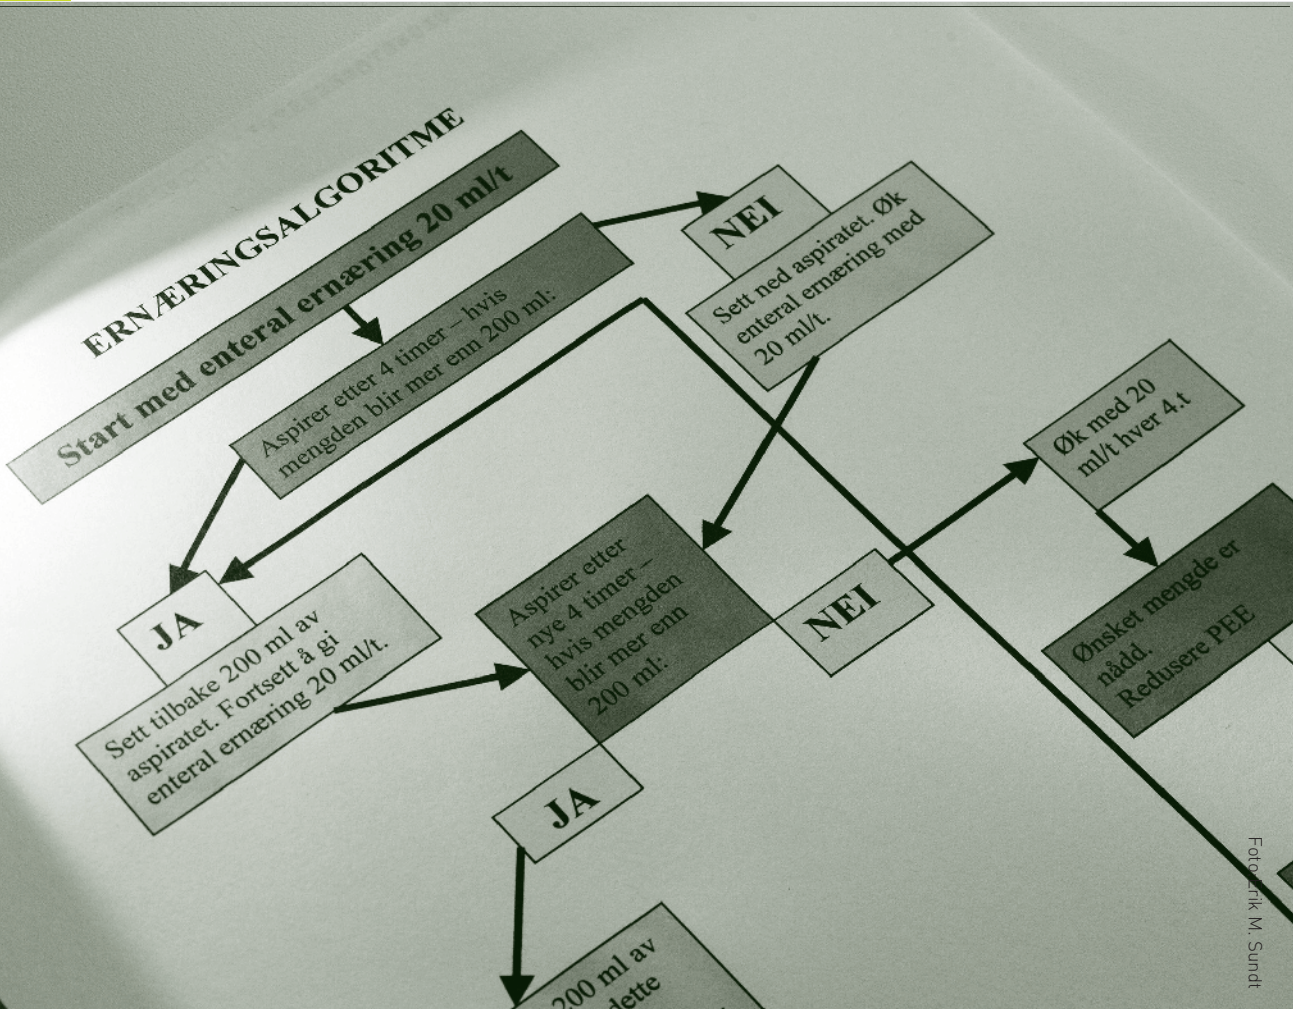 ERNÆRINGSALGORITME
Start med enteral ernæring 20 ml/t
Aspirer etter 4 timer – hvis
mengden blir mer enn 200 ml:
NEI
Sett ned aspiratet. Øk
enteral ernæring med
20 ml/t.
JA
Sett tilbake 200 ml av
aspiratet. Fortsett å gi
enteral ernæring 20 ml/t.
Aspirer etter
nye 4 timer –
hvis mengden
blir mer enn
200 ml:
NEI
Øk med 20
ml/t hver 4.t
Ønsket mengde er
nådd.
Redusere PEE
JA
200 ml av
dette
Foto: Erik M. Sundt